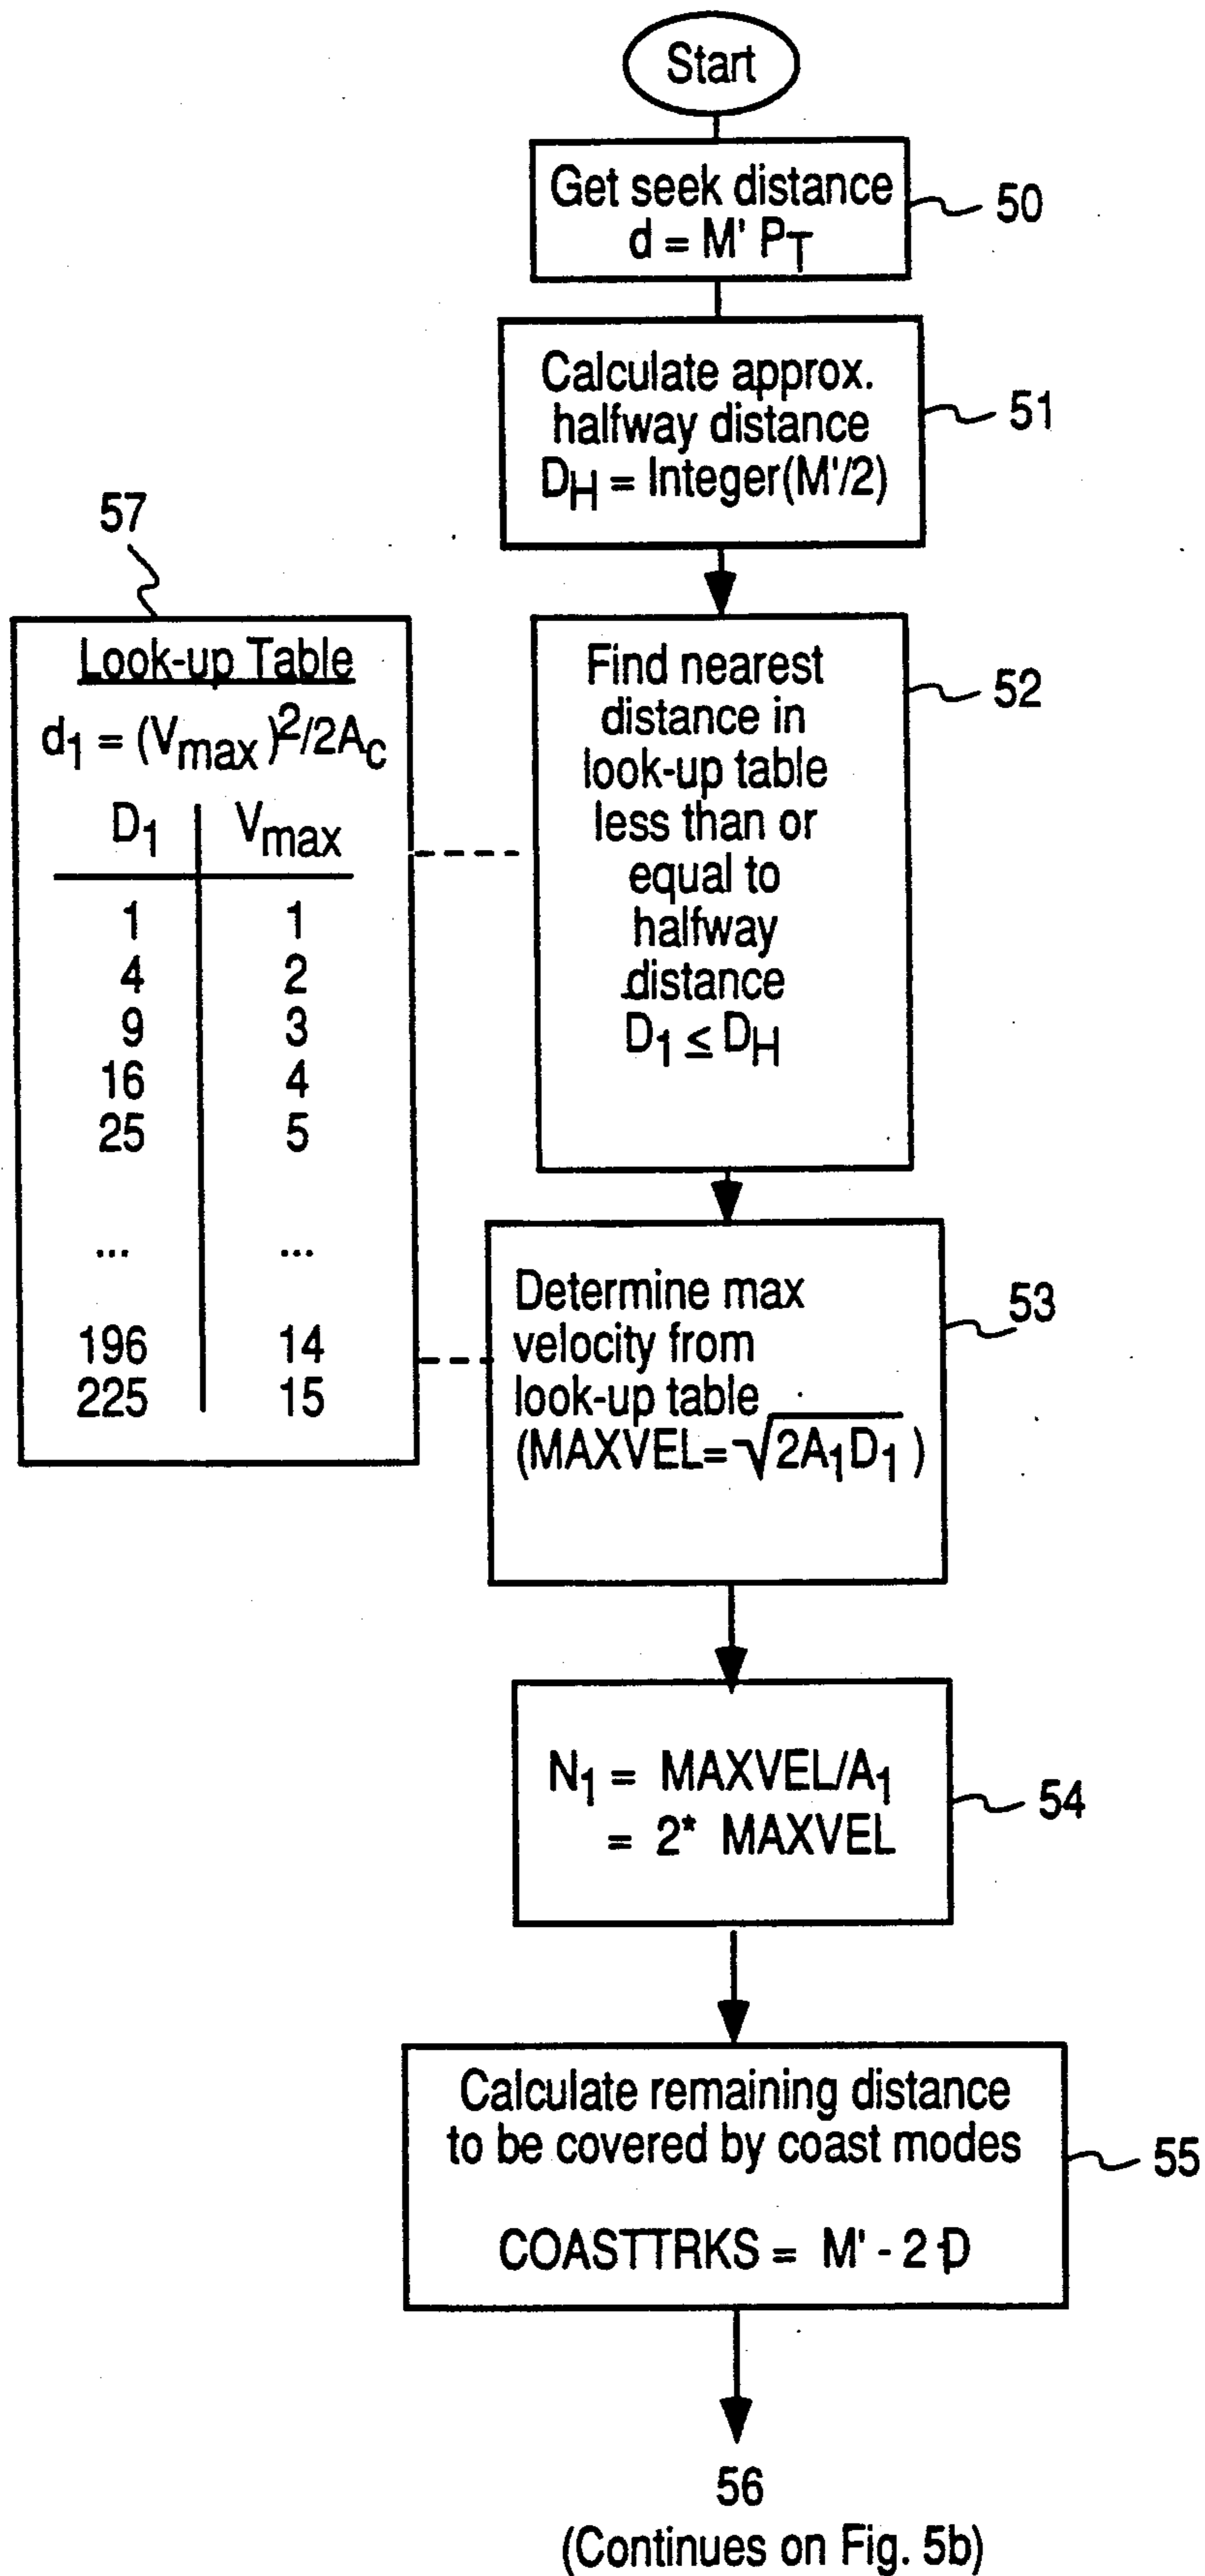 Start
Get seek distance
d = M' P_T
50
Calculate approx.
halfway distance
D_H = Integer(M'/2)
51
57
Look-up Table
d_1 = (V_max)^2/2A_c
D_1 V_max
1 1
4 2
9 3
16 4
25 5
... ...
196 14
225 15
Find nearest
distance in
look-up table
less than or
equal to
halfway
distance
D_1 ≤ D_H
52
Determine max
velocity from
look-up table
(MAXVEL=√2A_1D_1)
53
N_1 = MAXVEL/A_1
= 2* MAXVEL
54
Calculate remaining distance
to be covered by coast modes
COASTTRKS = M' - 2·D
55
56
(Continues on Fig. 5b)